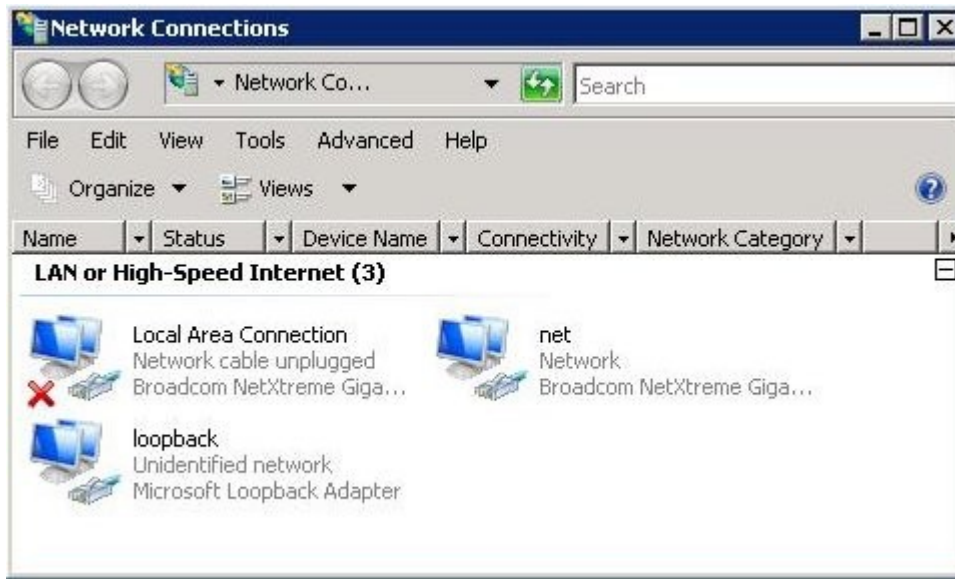 Network Connections
Network Co...
Search
File Edit View Tools Advanced Help
Organize Views
Name Status Device Name Connectivity Network Category
LAN or High-Speed Internet (3)
Local Area Connection
Network cable unplugged
Broadcom NetXtreme Giga...
net
Network
Broadcom NetXtreme Giga...
loopback
Unidentified network
Microsoft Loopback Adapter